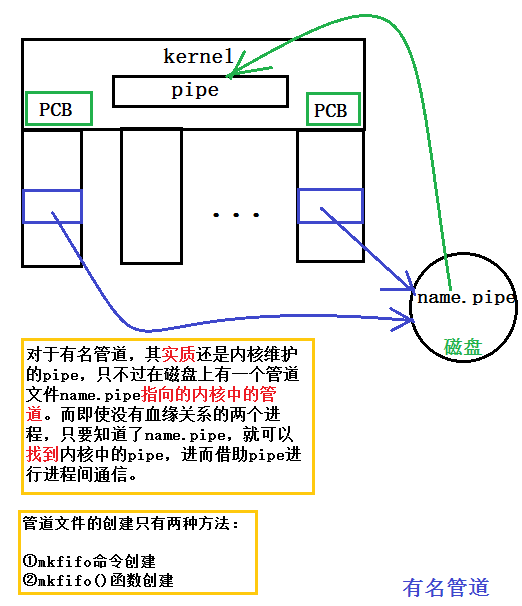 kernel
pipe
PCB
PCB
...
name.pipe
磁盘
对于有名管道，其实质还是内核维护
的pipe，只不过在磁盘上有一个管道
文件name.pipe指向的内核中的管
道。而即使没有血缘关系的两个进
程，只要知道了name.pipe，就可以
找到内核中的pipe，进而借助pipe进
行进程间通信。
管道文件的创建只有两种方法：
①mkfifo命令创建
②mkfifo()函数创建
有名管道